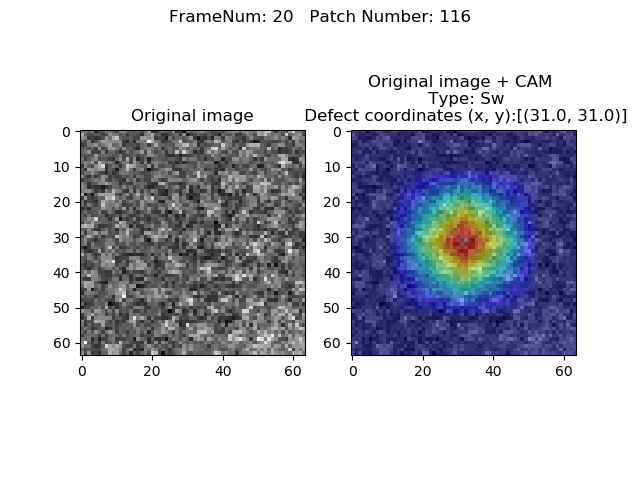 FrameNum: 20   Patch Number: 116
Original image
Original image + CAM
Type: Sw
Defect coordinates (x, y):[(31.0, 31.0)]
0
10
20
30
40
50
60
0 20 40 60
0
10
20
30
40
50
60
0 20 40 60